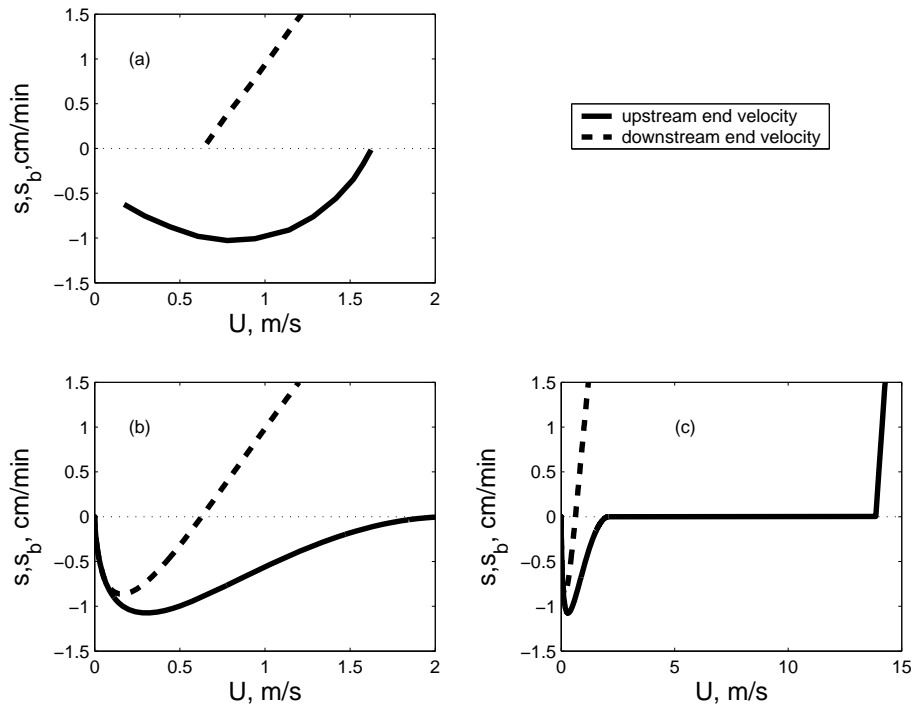 1.5
1
0.5
0
−0.5
−1
−1.5
s,s_b,cm/min
(a)
0 0.5 1 1.5 2
U, m/s
upstream end velocity
downstream end velocity
1.5
1
0.5
0
−0.5
−1
−1.5
s,s_b, cm/min
(b)
0 0.5 1 1.5 2
U, m/s
1.5
1
0.5
0
−0.5
−1
−1.5
s,s_b, cm/min
(c)
0 5 10 15
U, m/s